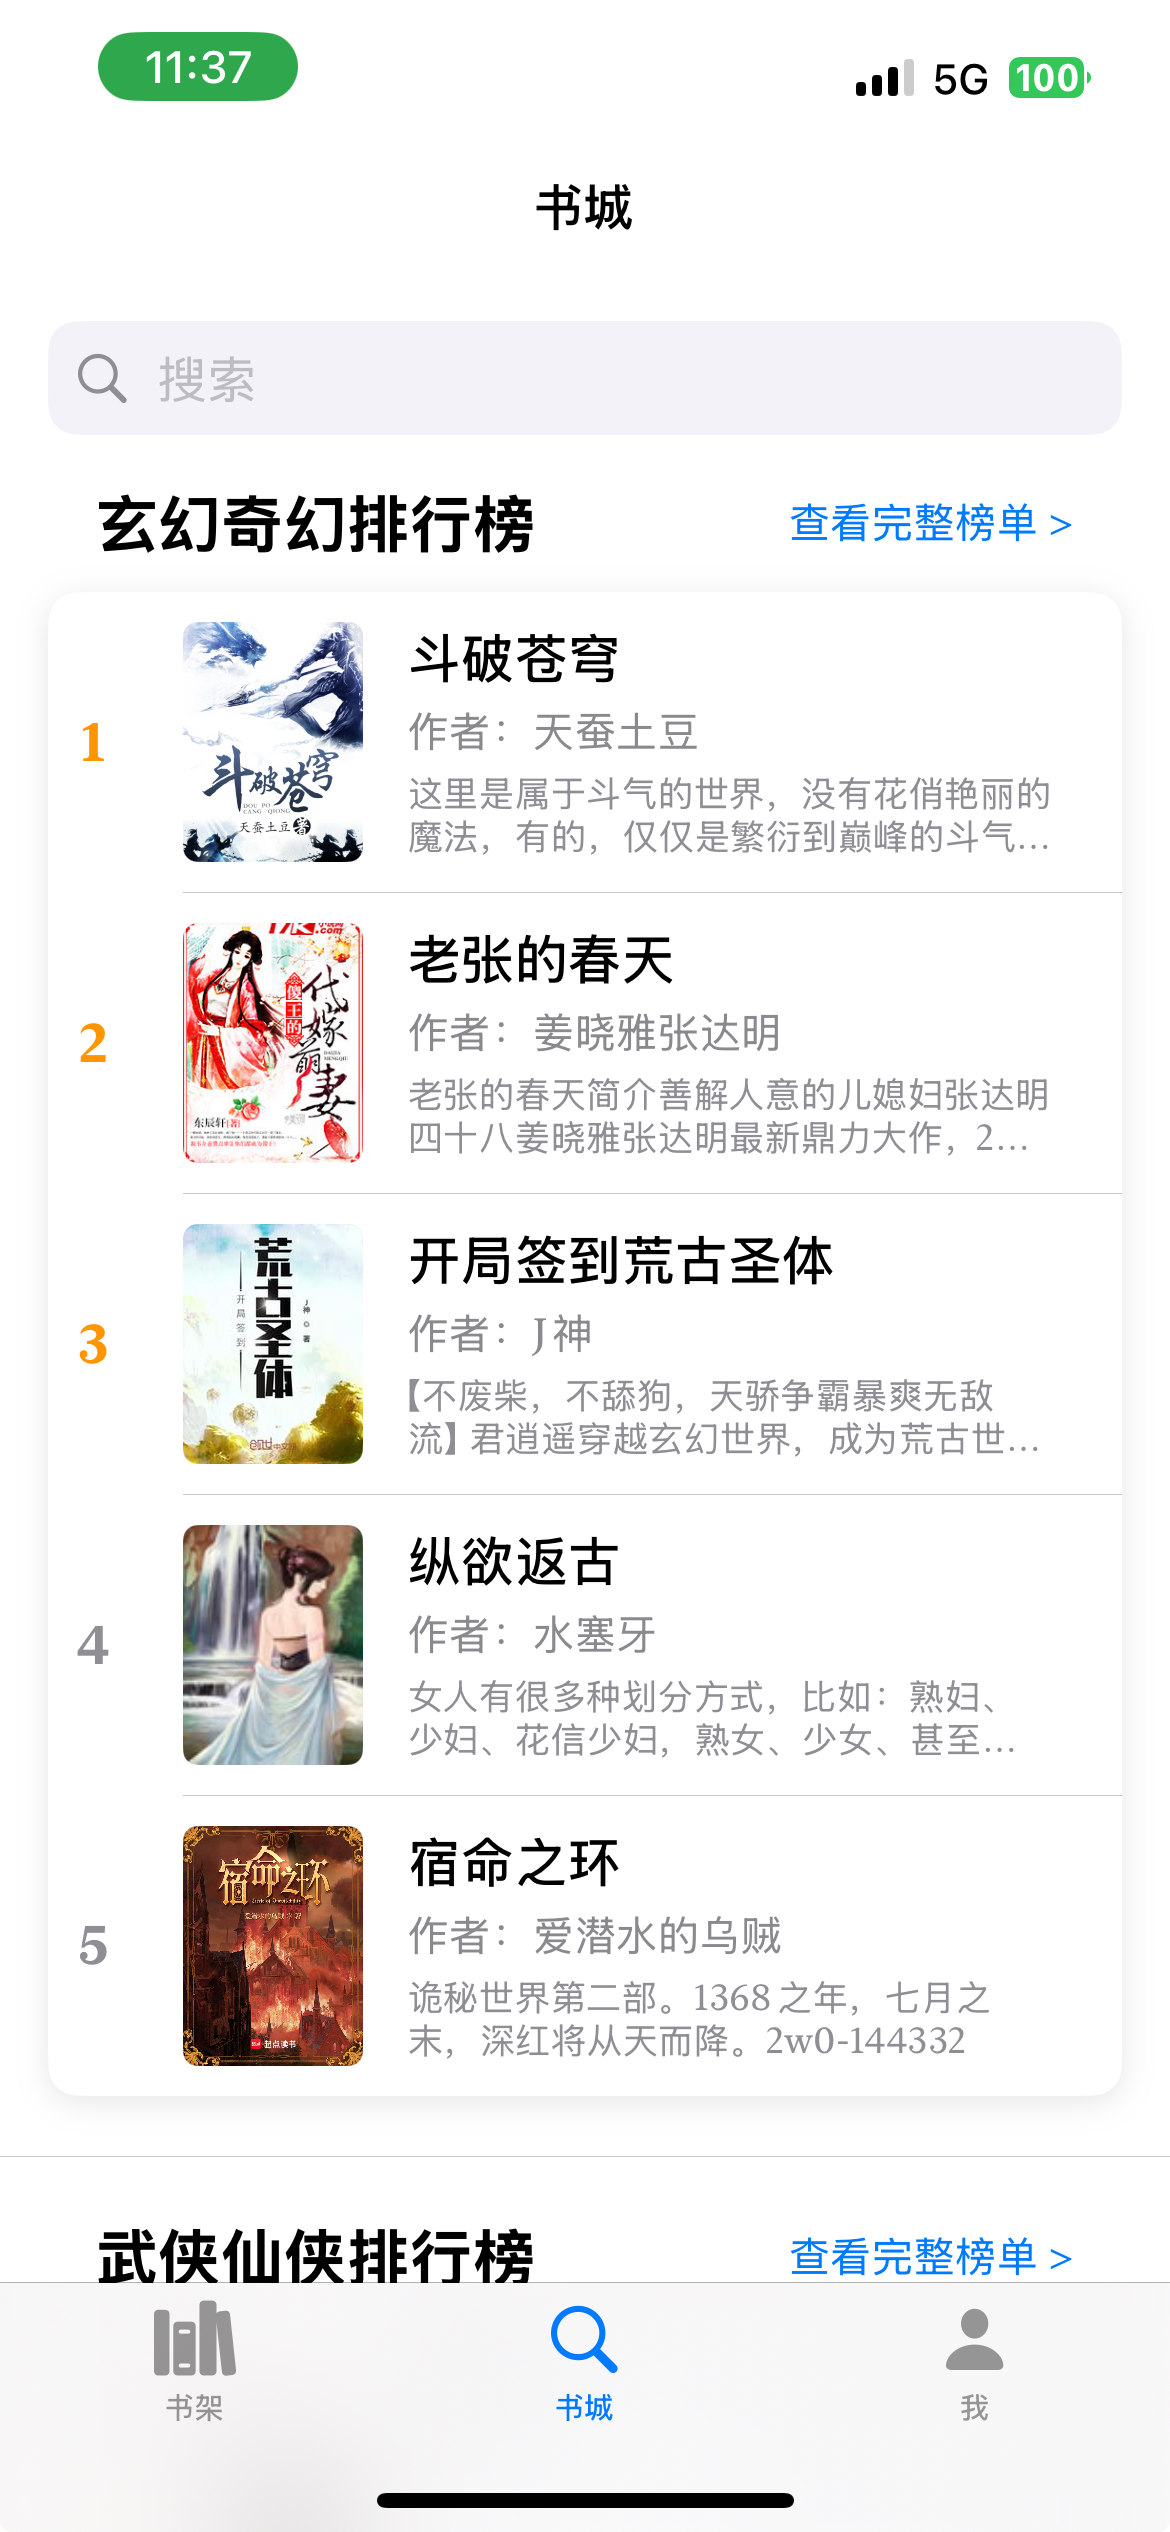 11:37
5G
100
书城
搜索
玄幻奇幻排行榜
查看完整榜单 >
1
斗破苍穹
DOU PO
CANG QIONG
天蚕土豆 著
斗破苍穹
作者：天蚕土豆
这里是属于斗气的世界，没有花俏艳丽的
魔法，有的，仅仅是繁衍到巅峰的斗气…
2
17K
.com
傻王的
代嫁萌妻
东辰轩[著]
老张的春天
作者：姜晓雅张达明
老张的春天简介善解人意的儿媳妇张达明
四十八姜晓雅张达明最新鼎力大作，2…
3
开局签到
荒古圣体
J神 ◎ 著
开局签到荒古圣体
作者：J 神
【不废柴，不舔狗，天骄争霸暴爽无敌
流】君逍遥穿越玄幻世界，成为荒古世…
4
纵欲返古
作者：水塞牙
女人有很多种划分方式，比如：熟妇、
少妇、花信少妇，熟女、少女、甚至…
5
宿命之环
起点读书
宿命之环
作者：爱潜水的乌贼
诡秘世界第二部。1368 之年，七月之
末，深红将从天而降。2w0-144332
武侠仙侠排行榜
查看完整榜单 >
书架
书城
我